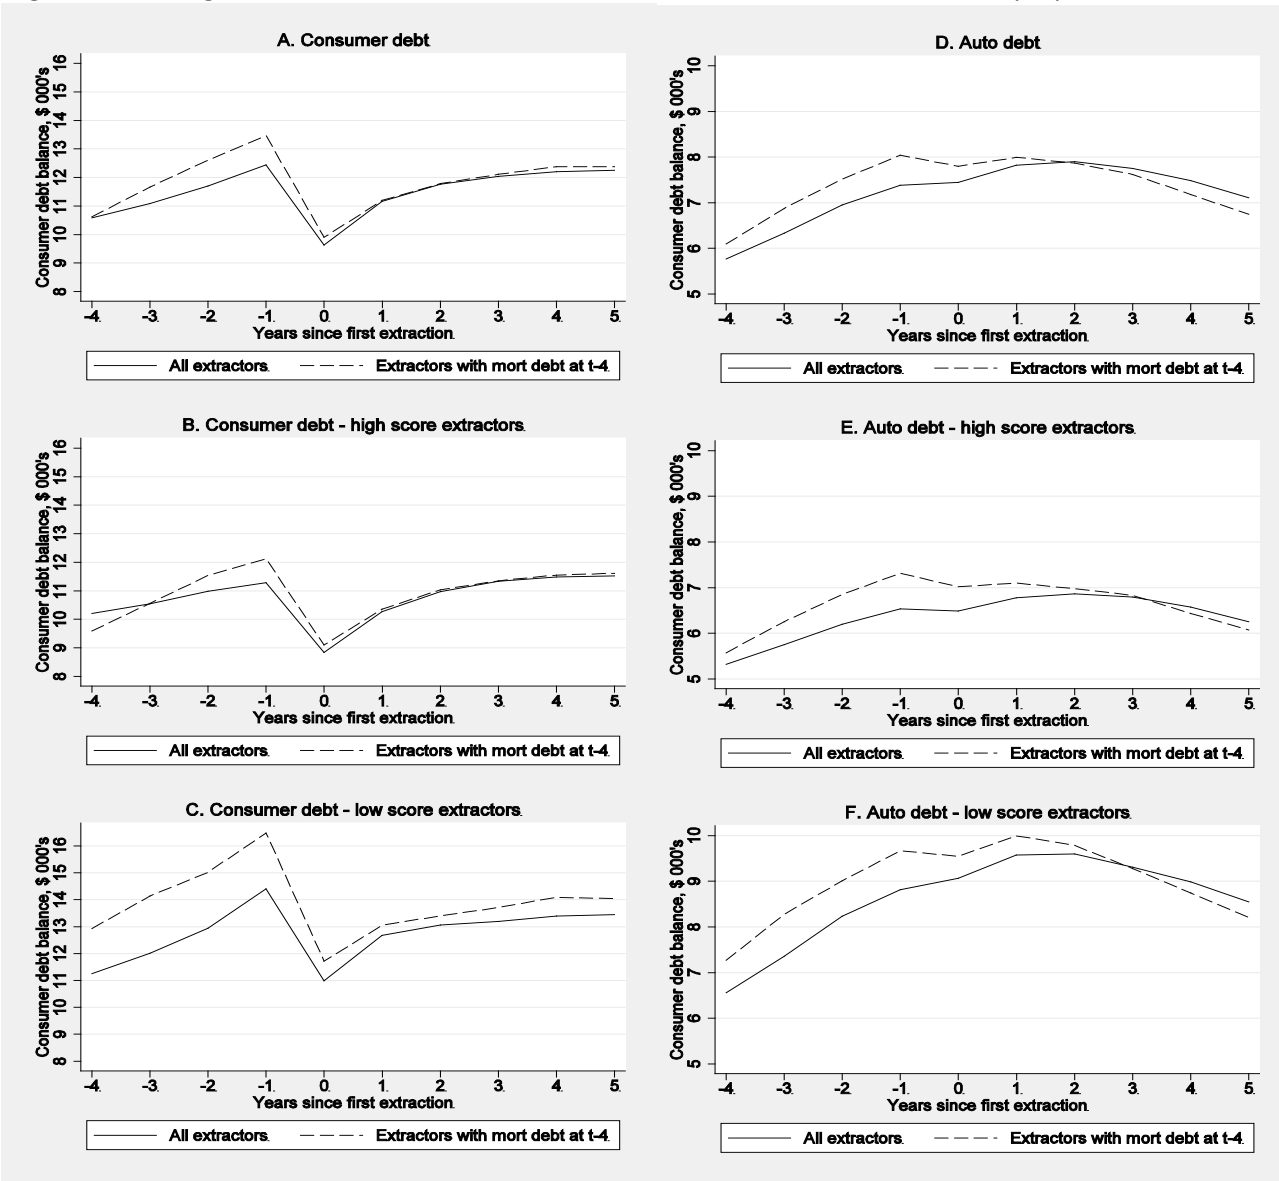 A. Consumer debt
Consumer debt balance, $ 000's
16
15
14
13
12
11
10
9
8
-4. -3. -2. -1. 0. 1. 2. 3. 4. 5.
Years since first extraction.
All extractors. Extractors with mort debt at t-4.
D. Auto debt
Consumer debt balance, $ 000's
10
9
8
7
6
5
-4. -3. -2. -1. 0. 1. 2. 3. 4. 5.
Years since first extraction.
All extractors. Extractors with mort debt at t-4.
B. Consumer debt - high score extractors.
Consumer debt balance, $ 000's
16
15
14
13
12
11
10
9
8
-4. -3. -2. -1. 0. 1. 2. 3. 4. 5.
Years since first extraction.
All extractors. Extractors with mort debt at t-4.
E. Auto debt - high score extractors.
Consumer debt balance, $ 000's
10
9
8
7
6
5
-4. -3. -2. -1. 0. 1. 2. 3. 4. 5.
Years since first extraction.
All extractors. Extractors with mort debt at t-4.
C. Consumer debt - low score extractors.
Consumer debt balance, $ 000's
16
15
14
13
12
11
10
9
8
-4. -3. -2. -1. 0. 1. 2. 3. 4. 5.
Years since first extraction.
All extractors. Extractors with mort debt at t-4.
F. Auto debt - low score extractors.
Consumer debt balance, $ 000's
10
9
8
7
6
5
-4. -3. -2. -1. 0. 1. 2. 3. 4. 5.
Years since first extraction.
All extractors. Extractors with mort debt at t-4.